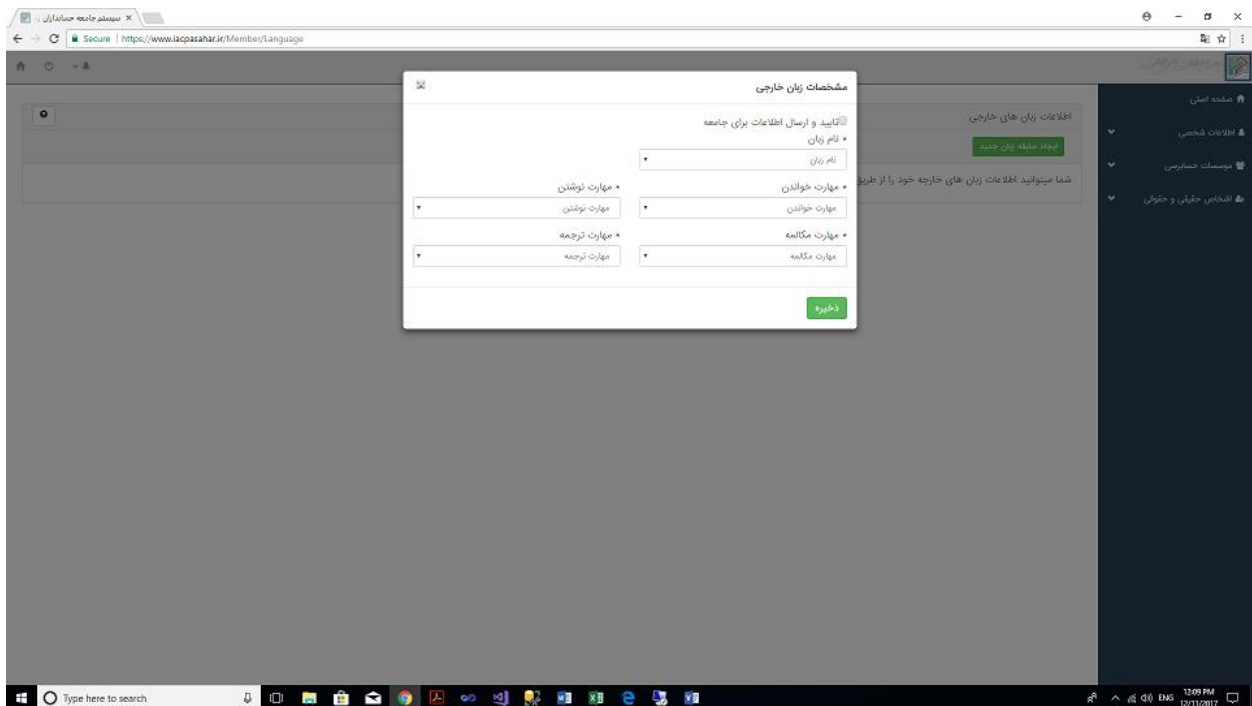 سیستم جامعه حسابداران
Secure | https://www.iacpasahar.ir/Member/Language
صفحه اصلی
اطلاعات شخصی
موسسات حسابرسی
اشخاص حقیقی و حقوقی
اطلاعات زبان های خارجی
ایجاد سابقه زبان جدید
شما میتوانید اطلاعات زبان های خارجه خود را از طریق
مشخصات زبان خارجی
تایید و ارسال اطلاعات برای جامعه
* نام زبان
نام زبان
* مهارت خواندن * مهارت نوشتن
مهارت خواندن مهارت نوشتن
* مهارت مکالمه * مهارت ترجمه
مهارت مکالمه مهارت ترجمه
ذخیره
Type here to search
ENG
12:09 PM
12/11/2017